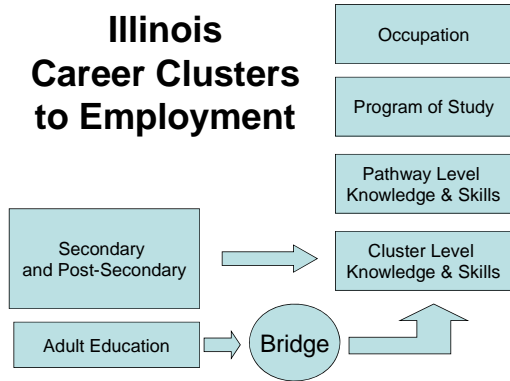 Illinois
Career Clusters
to Employment
Occupation
Program of Study
Pathway Level
Knowledge & Skills
Secondary
and Post-Secondary
Cluster Level
Knowledge & Skills
Adult Education
Bridge